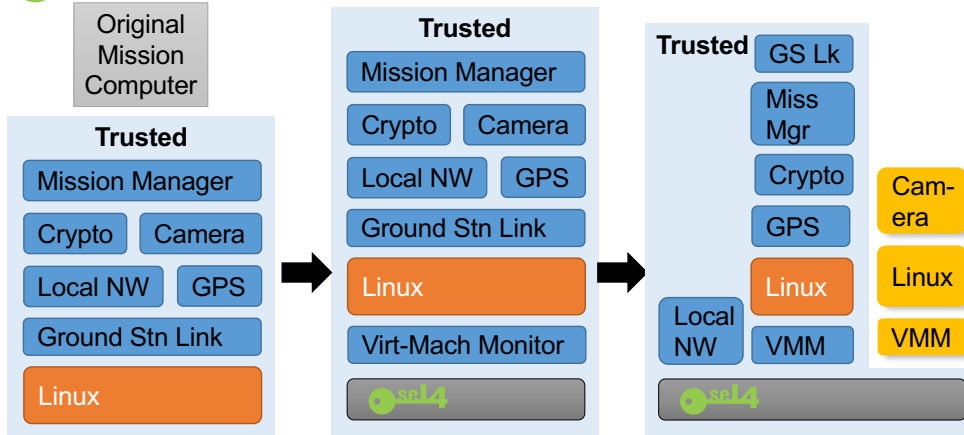 Original
Mission
Computer
Trusted
Mission Manager
Crypto
Camera
Local NW
GPS
Ground Stn Link
Linux
Trusted
Mission Manager
Crypto
Camera
Local NW
GPS
Ground Stn Link
Linux
Virt-Mach Monitor
seL4
Trusted
GS Lk
Miss
Mgr
Crypto
GPS
Linux
Local
NW
VMM
Cam-
era
Linux
VMM
seL4